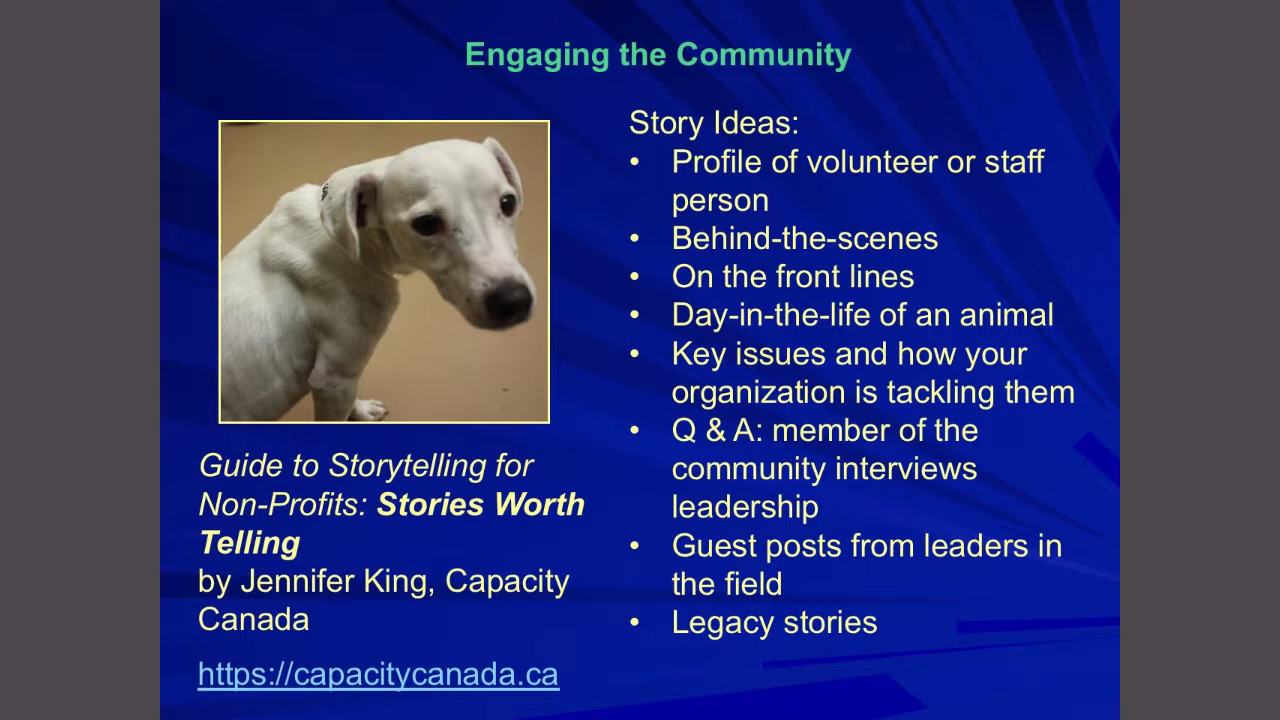 Engaging the Community
Story Ideas:
• Profile of volunteer or staff
person
• Behind-the-scenes
• On the front lines
• Day-in-the-life of an animal
• Key issues and how your
organization is tackling them
• Q & A: member of the
community interviews
leadership
• Guest posts from leaders in
the field
• Legacy stories
Guide to Storytelling for
Non-Profits: Stories Worth
Telling
by Jennifer King, Capacity
Canada
https://capacitycanada.ca